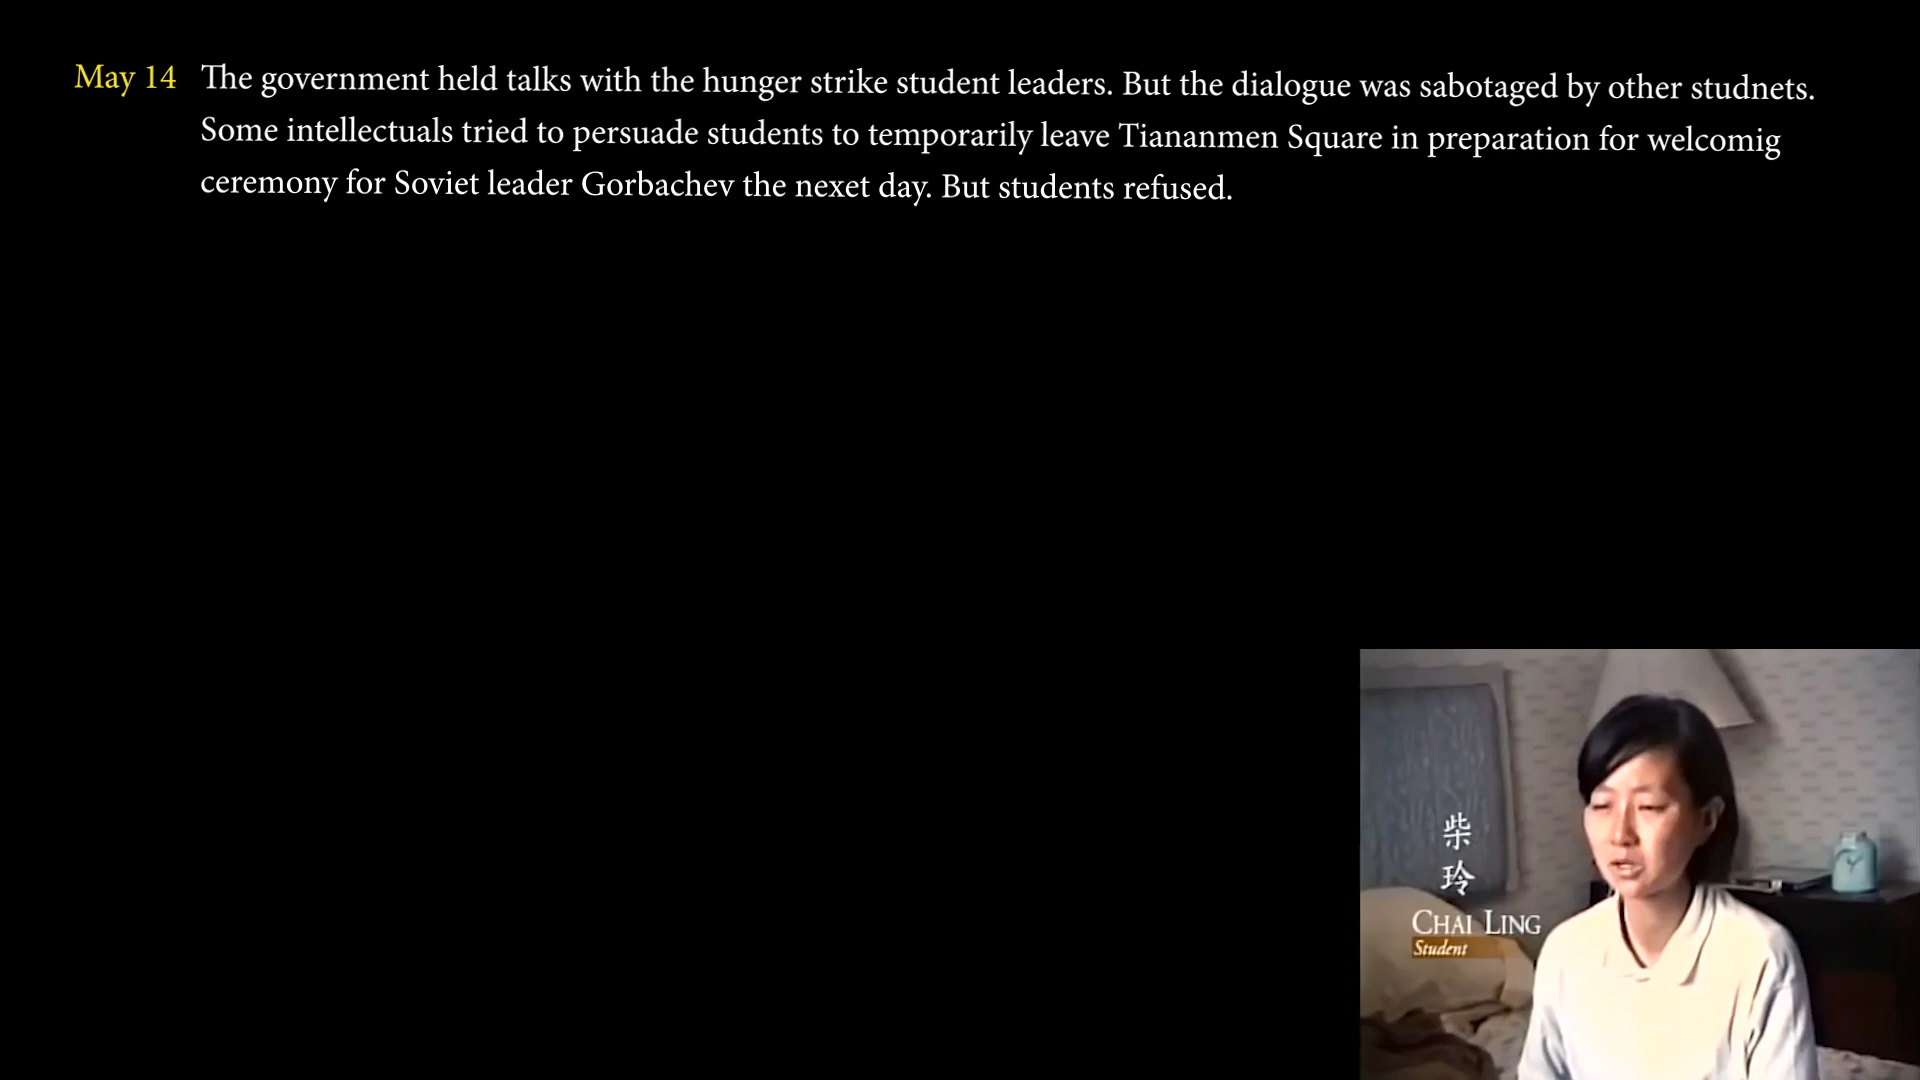 May 14 The government held talks with the hunger strike student leaders. But the dialogue was sabotaged by other studnets.
Some intellectuals tried to persuade students to temporarily leave Tiananmen Square in preparation for welcomig
ceremony for Soviet leader Gorbachev the nexet day. But students refused.
柴
玲
CHAI LING
Student